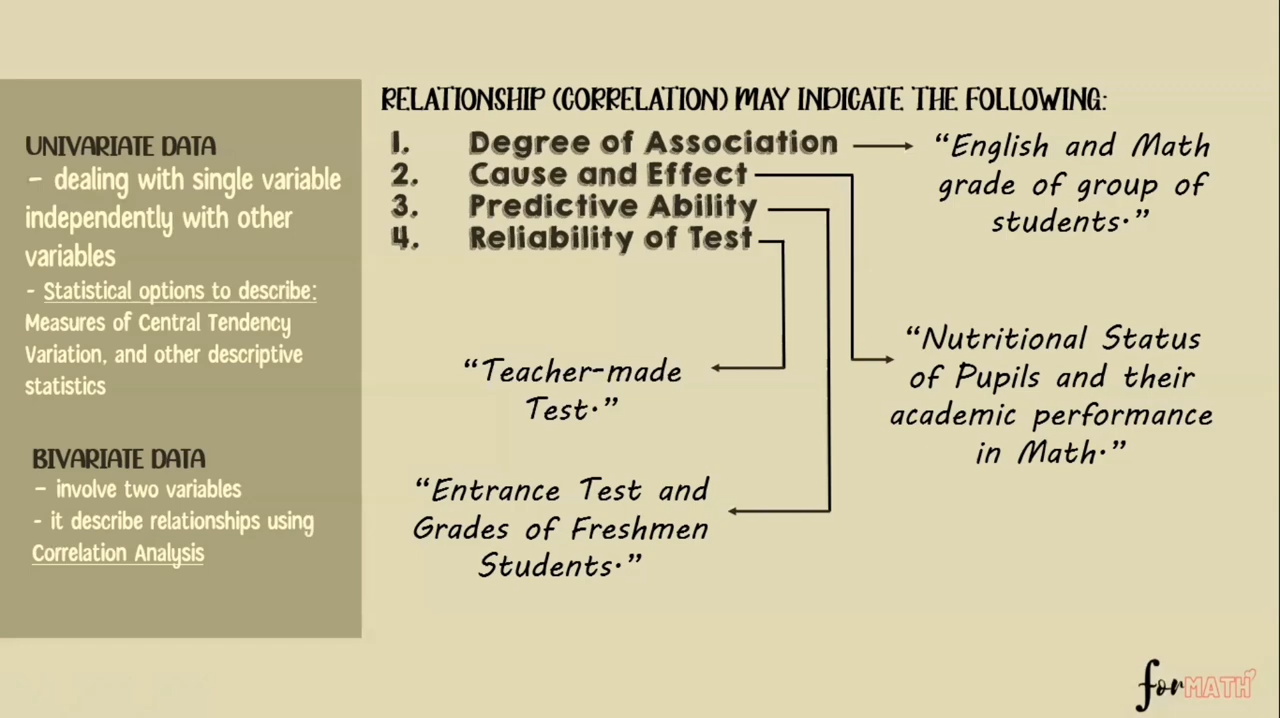 UNIVARIATE DATA
– dealing with single variable
independently with other
variables
- Statistical options to describe:
Measures of Central Tendency
Variation, and other descriptive
statistics
BIVARIATE DATA
– involve two variables
- it describe relationships using
Correlation Analysis
RELATIONSHIP (CORRELATION) MAY INDICATE THE FOLLOWING:
1. Degree of Association
2. Cause and Effect
3. Predictive Ability
4. Reliability of Test
“English and Math
grade of group of
students.”
“Nutritional Status
of Pupils and their
academic performance
in Math.”
“Teacher-made
Test.”
“Entrance Test and
Grades of Freshmen
Students.”
forMATH